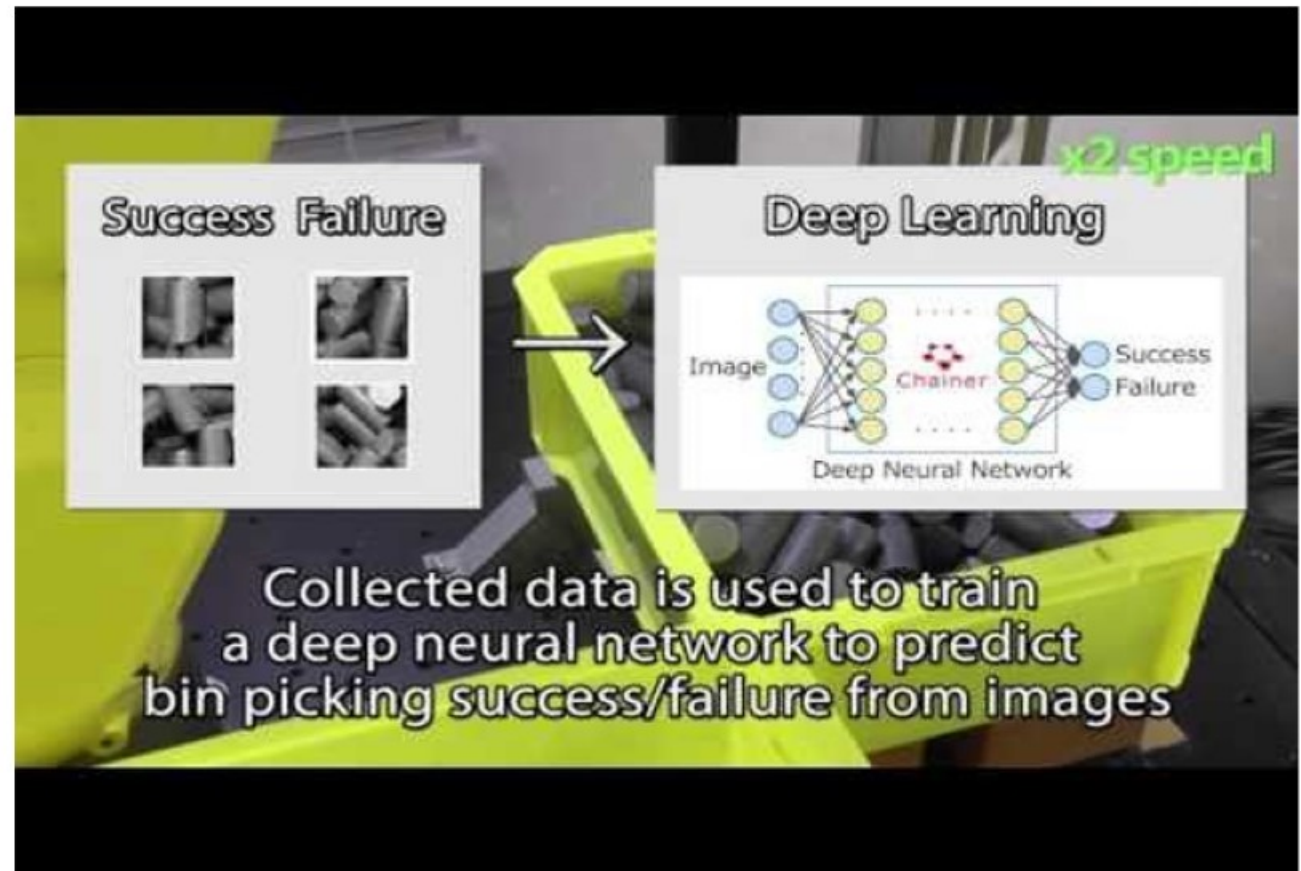 x2 speed
Success Failure
Deep Learning
Image
Chainer
Success
Failure
Deep Neural Network
Collected data is used to train
a deep neural network to predict
bin picking success/failure from images